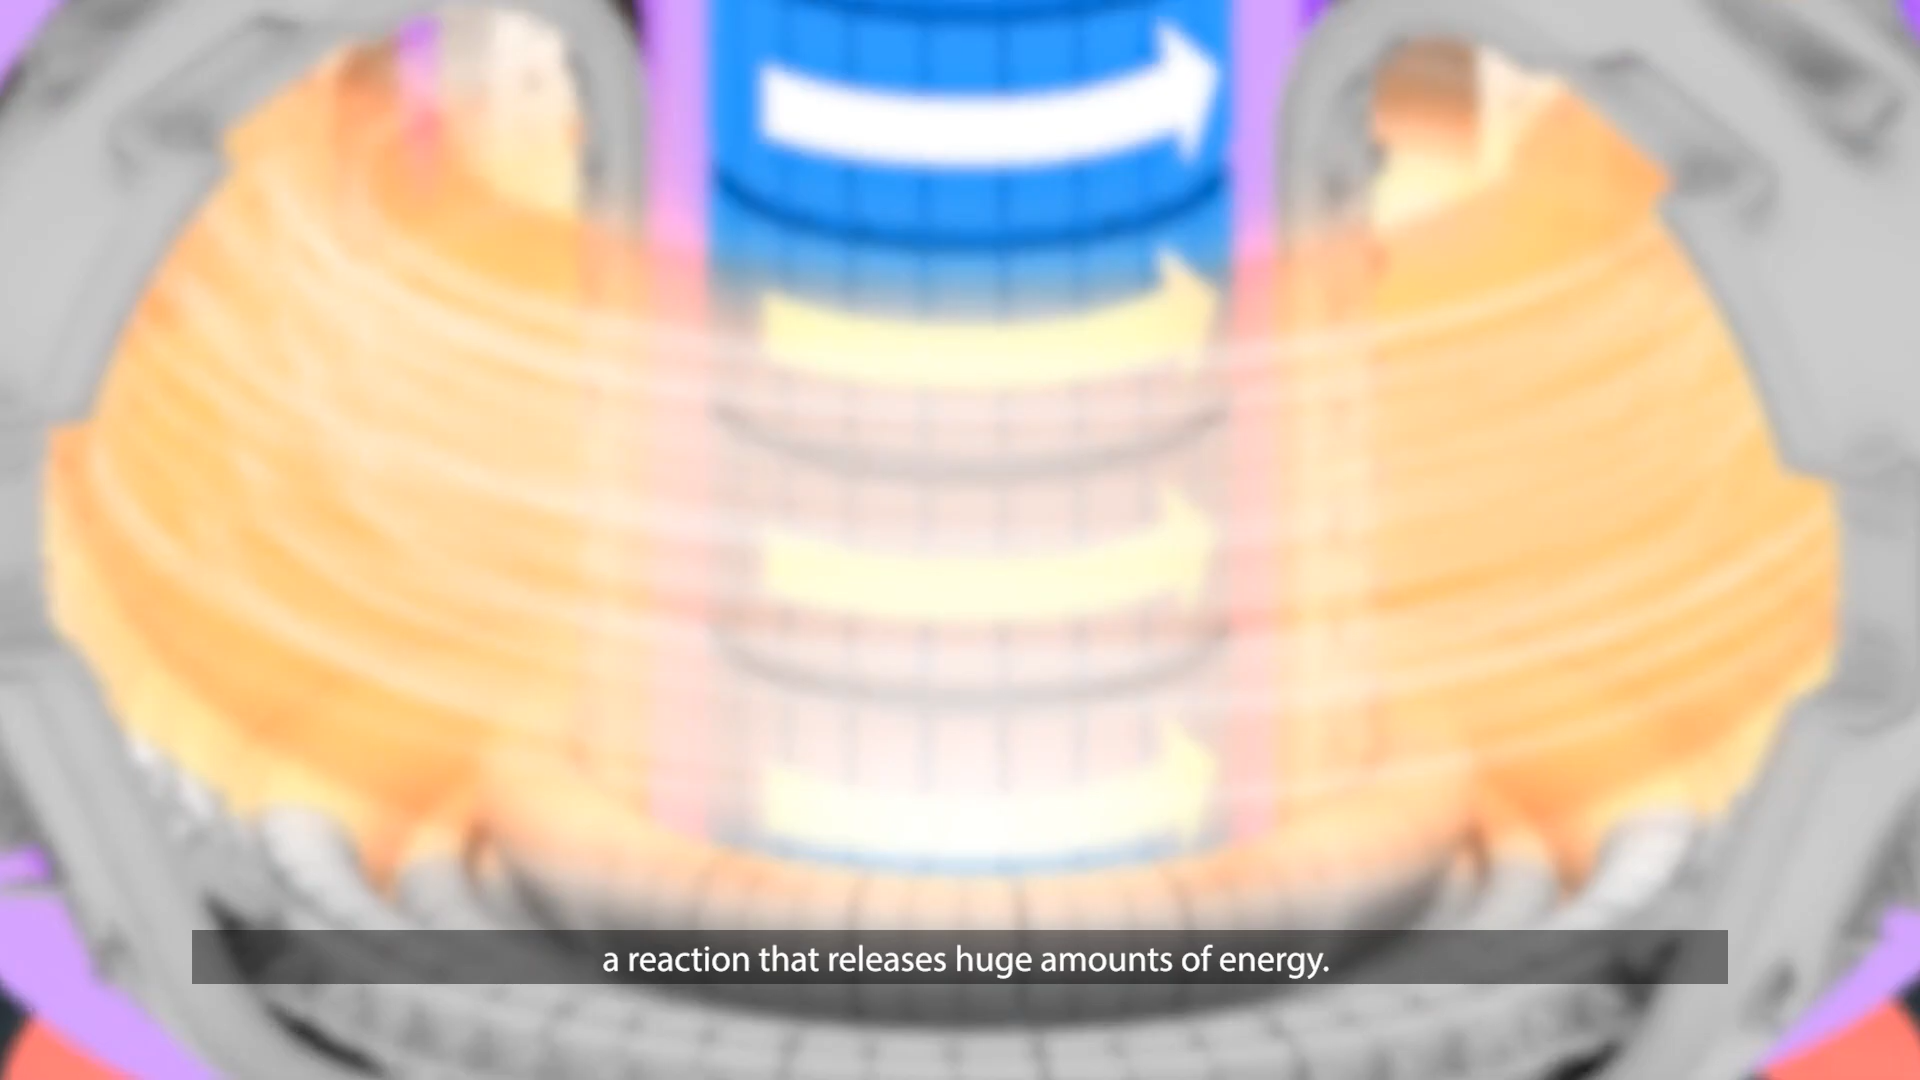 a reaction that releases huge amounts of energy.